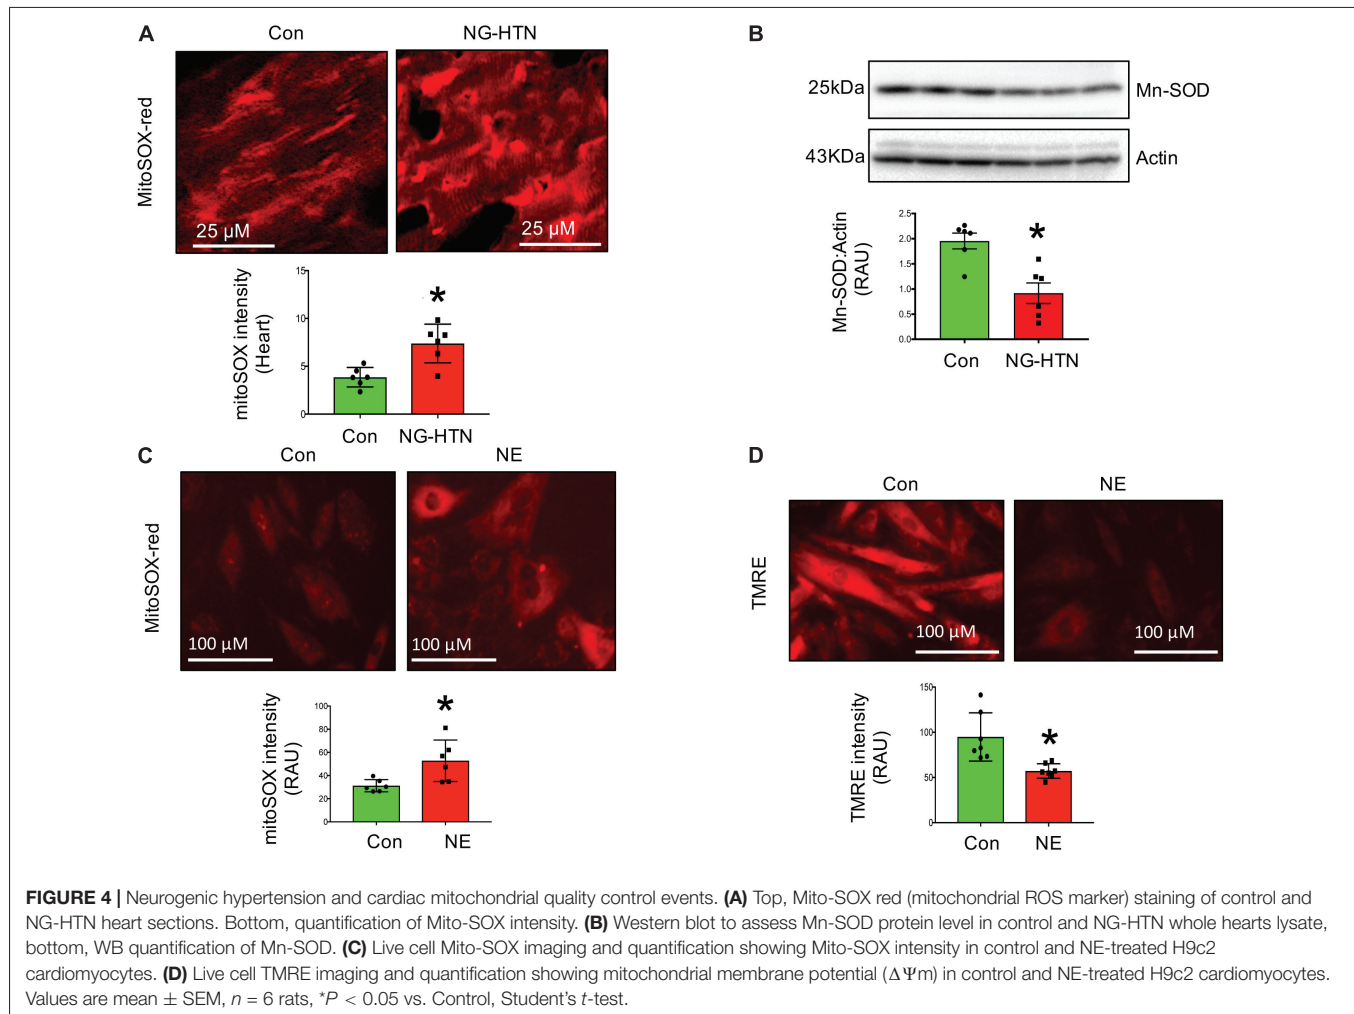 A
Con
NG-HTN
MitoSOX-red
25 µM
25 µM
mitoSOX intensity
(Heart)
15
10
5
0
*
Con
NG-HTN
B
25kDa
Mn-SOD
43KDa
Actin
Mn-SOD:Actin
(RAU)
2.5
2.0
1.5
1.0
0.5
0.0
*
Con
NG-HTN
C
Con
NE
MitoSOX-red
100 µM
100 µM
mitoSOX intensity
(RAU)
100
80
60
40
20
0
*
Con
NE
D
Con
NE
TMRE
100 µM
100 µM
TMRE intensity
(RAU)
150
100
50
0
*
Con
NE
FIGURE 4 | Neurogenic hypertension and cardiac mitochondrial quality control events. (A) Top, Mito-SOX red (mitochondrial ROS marker) staining of control and
NG-HTN heart sections. Bottom, quantification of Mito-SOX intensity. (B) Western blot to assess Mn-SOD protein level in control and NG-HTN whole hearts lysate,
bottom, WB quantification of Mn-SOD. (C) Live cell Mito-SOX imaging and quantification showing Mito-SOX intensity in control and NE-treated H9c2
cardiomyocytes. (D) Live cell TMRE imaging and quantification showing mitochondrial membrane potential (ΔΨm) in control and NE-treated H9c2 cardiomyocytes.
Values are mean ± SEM, n = 6 rats, *P < 0.05 vs. Control, Student's t-test.